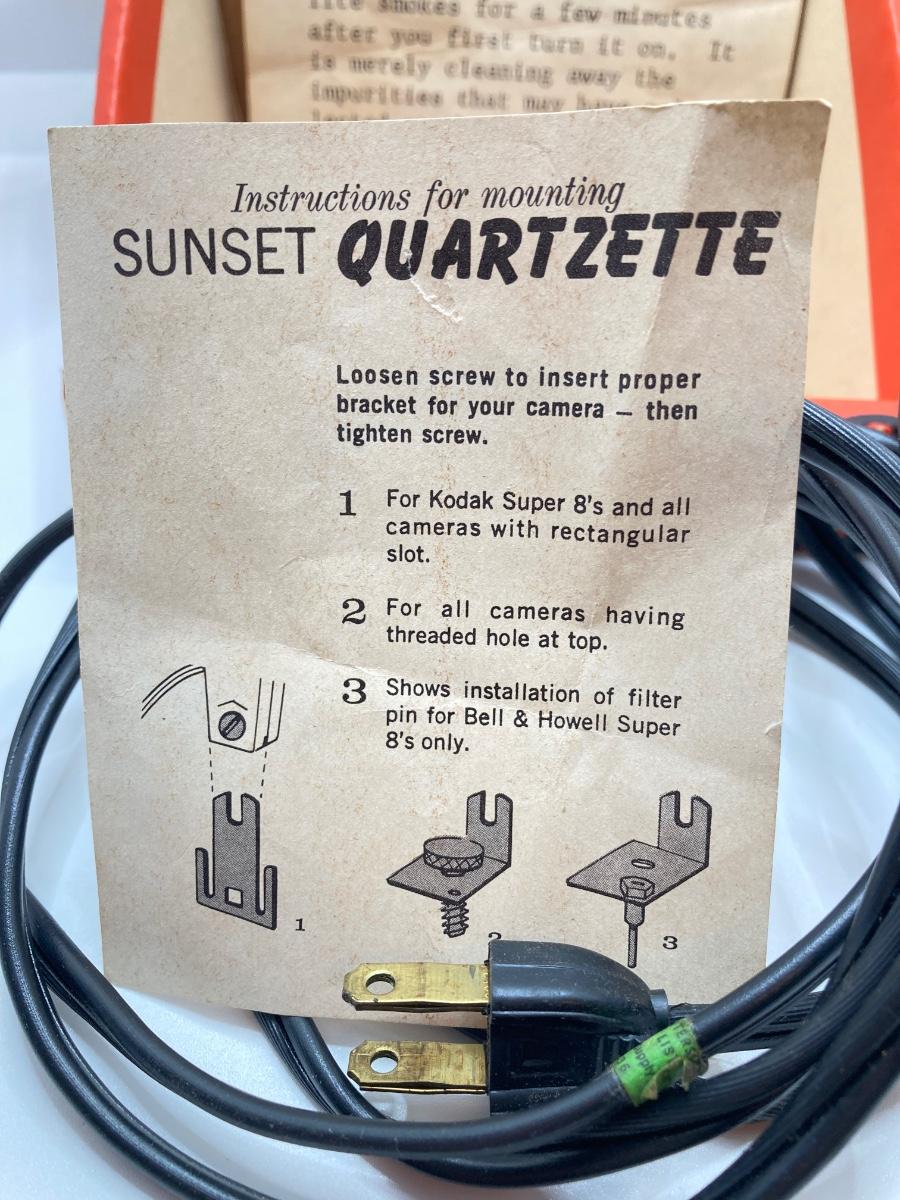 lite smokes for a few minutes
after you first turn it on. It
is merely cleaning away the
impurities that may have
Instructions for mounting
SUNSET QUARTZETTE
Loosen screw to insert proper
bracket for your camera — then
tighten screw.
1 For Kodak Super 8's and all
cameras with rectangular
slot.
2 For all cameras having
threaded hole at top.
3 Shows installation of filter
pin for Bell & Howell Super
8's only.
1
2
3
LIS